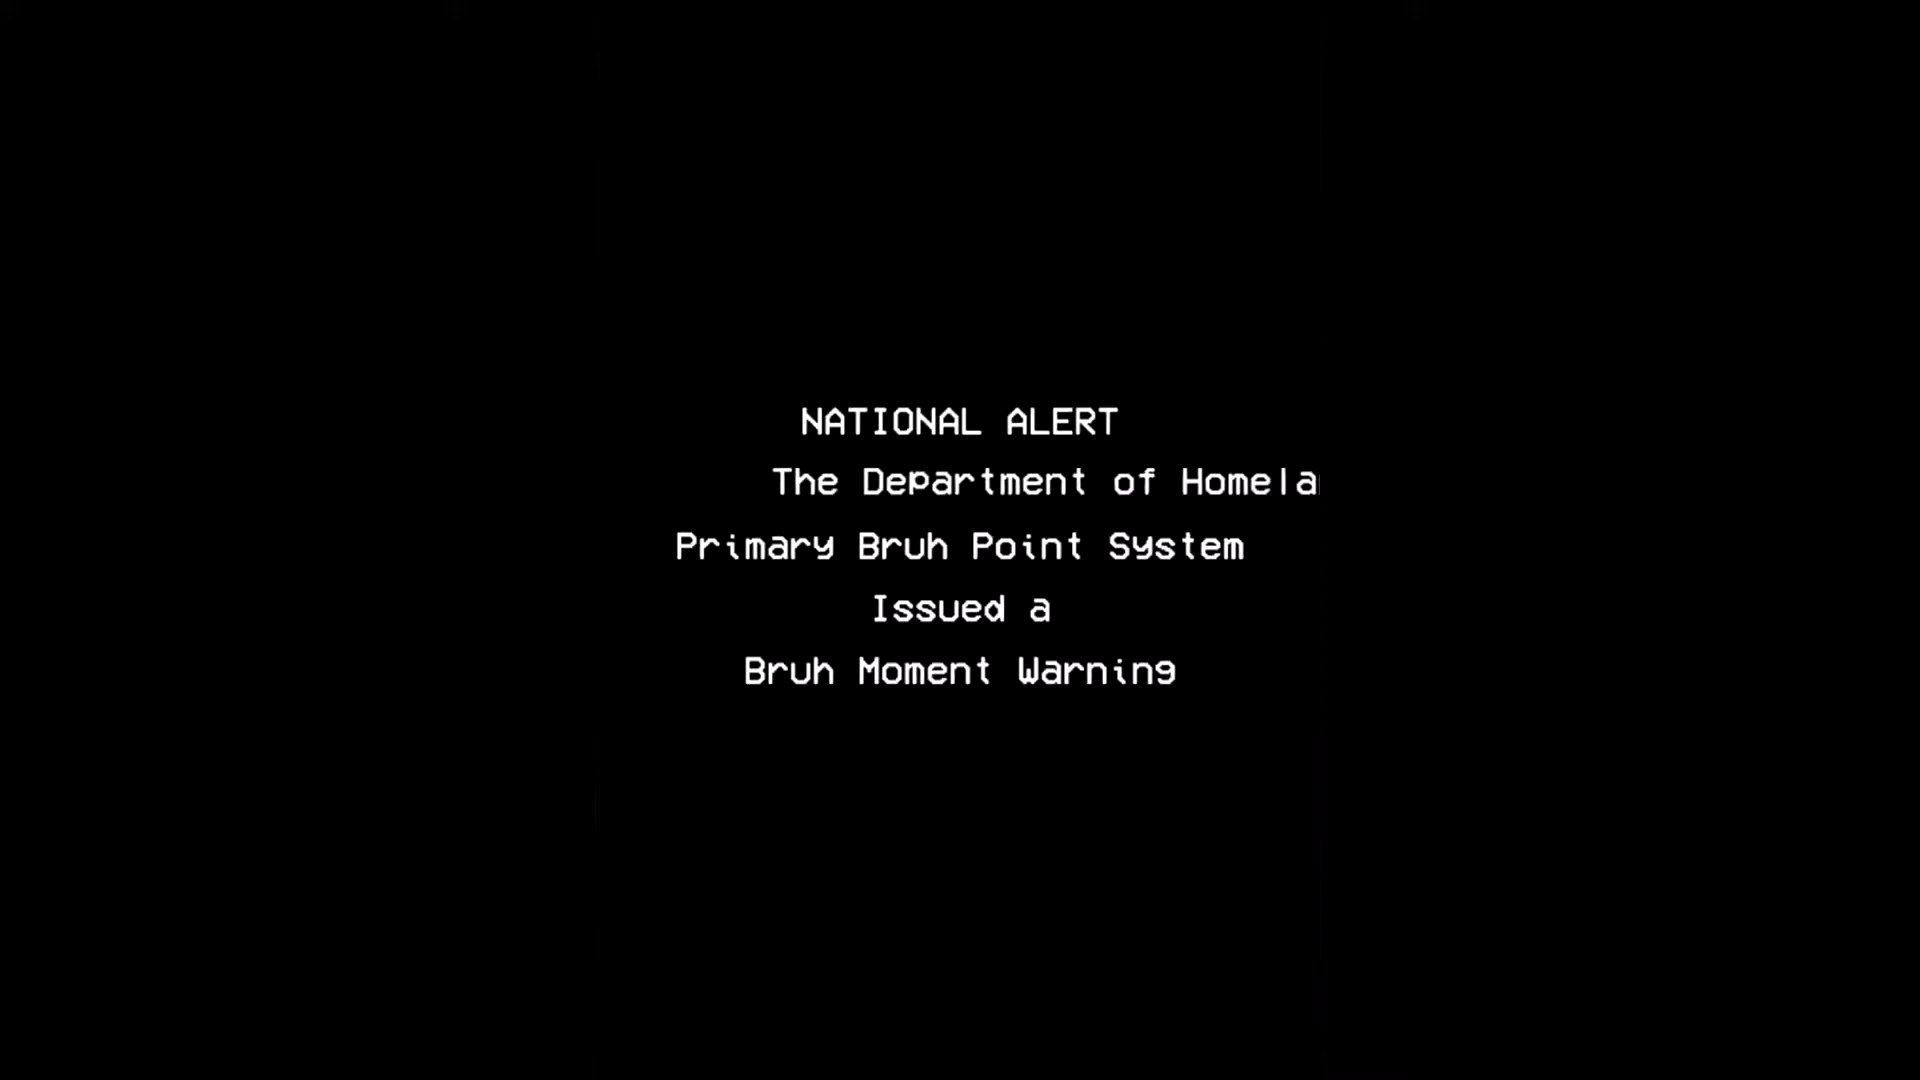 NATIONAL ALERT
The Department of Homela
Primary Bruh Point System
Issued a
Bruh Moment Warning